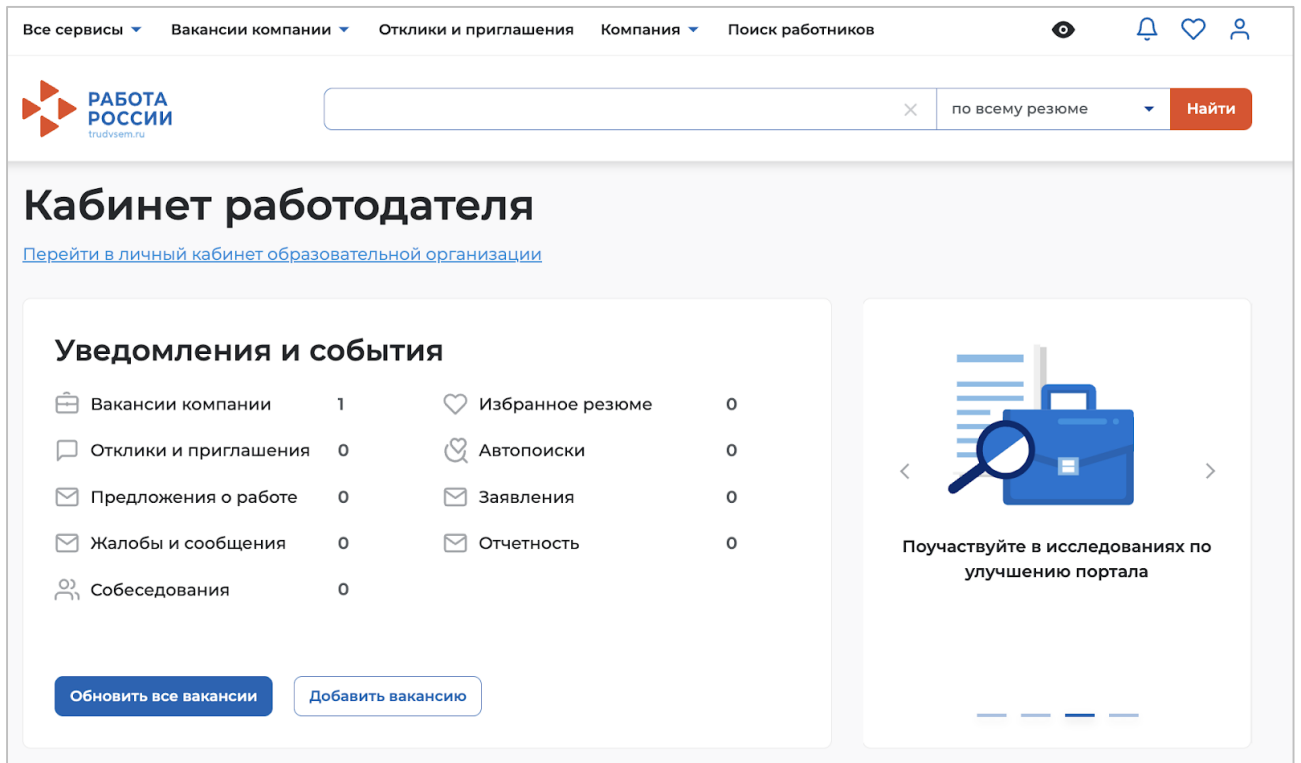 Все сервисы
Вакансии компании
Отклики и приглашения
Компания
Поиск работников
РАБОТА
РОССИИ
trudvsem.ru
по всему резюме
Найти
Кабинет работодателя
Перейти в личный кабинет образовательной организации
Уведомления и события
Вакансии компании 1
Отклики и приглашения 0
Предложения о работе 0
Жалобы и сообщения 0
Собеседования 0
Избранное резюме 0
Автопоиски 0
Заявления 0
Отчетность 0
Обновить все вакансии
Добавить вакансию
Поучаствуйте в исследованиях по
улучшению портала